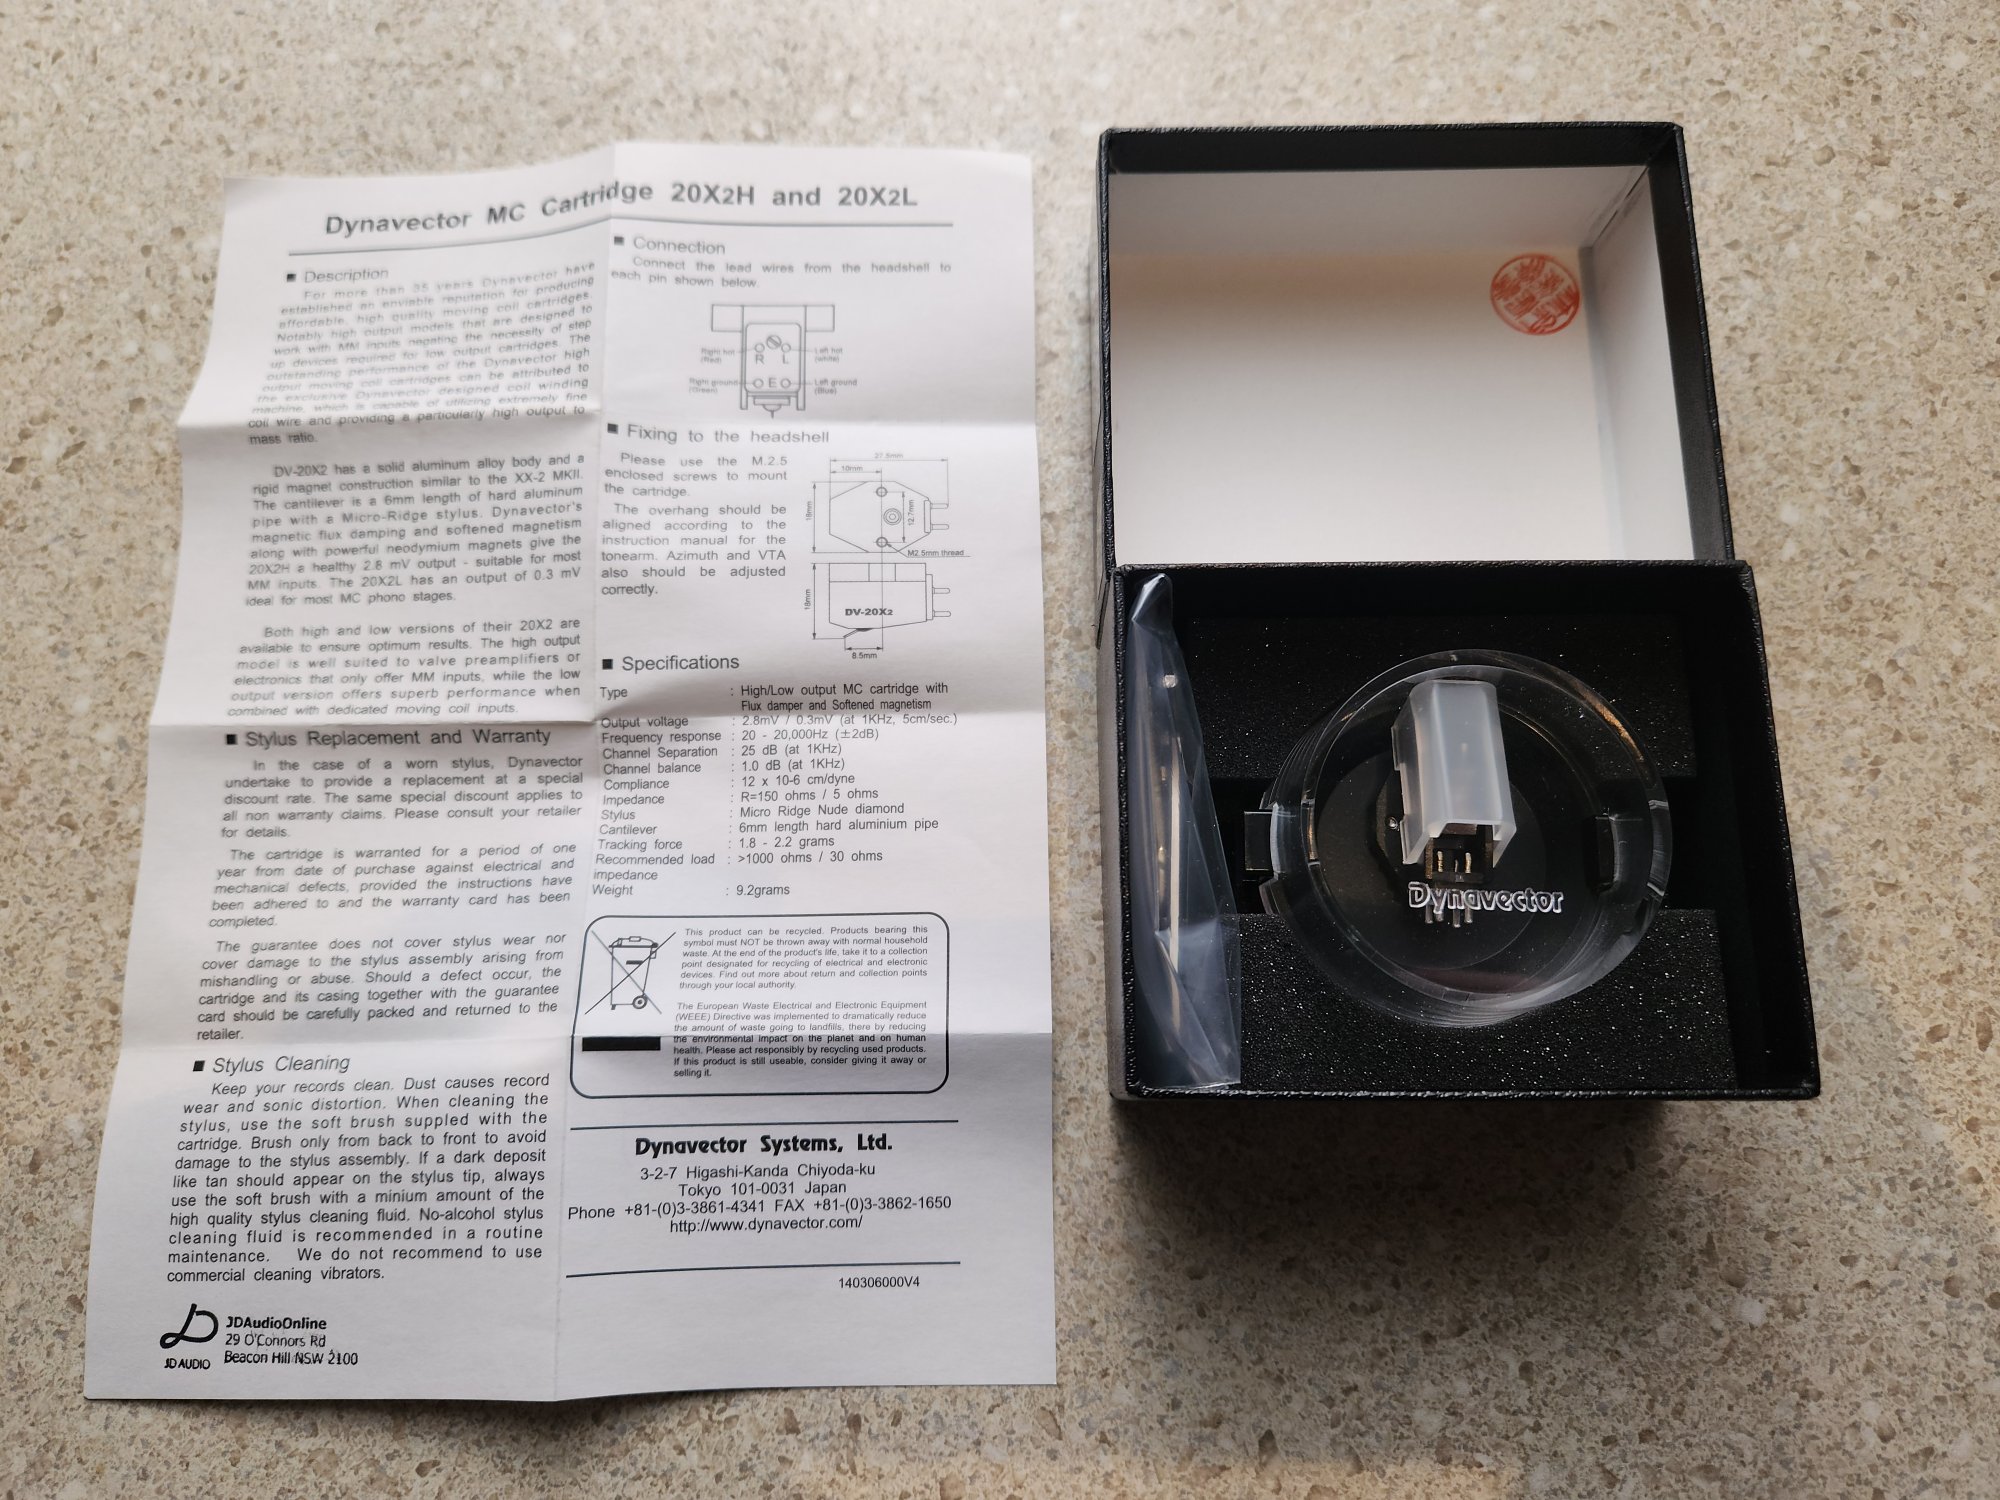 Dynavector MC Cartridge 20X2H and 20X2L
■ Description
For more than 35 years Dynavector have
established an enviable reputation for producing
affordable, high quality moving coil cartridges.
Notably high output models that are designed to
work with MM inputs negating the necessity of step
up devices required for low output cartridges. The
outstanding performance of the Dynavector high
output moving coil cartridges can be attributed to
the exclusive Dynavector designed coil winding
machine, which is capable of utilizing extremely fine
coil wire and providing a particularly high output to
mass ratio.
DV-20X2 has a solid aluminum alloy body and a
rigid magnet construction similar to the XX-2 MKII.
The cantilever is a 6mm length of hard aluminum
pipe with a Micro-Ridge stylus. Dynavector's
magnetic flux damping and softened magnetism
along with powerful neodymium magnets give the
20X2H a healthy 2.8 mV output - suitable for most
MM inputs. The 20X2L has an output of 0.3 mV
ideal for most MC phono stages.
Both high and low versions of their 20X2 are
available to ensure optimum results. The high output
model is well suited to valve preamplifiers or
electronics that only offer MM inputs, while the low
output version offers superb performance when
combined with dedicated moving coil inputs.
■ Stylus Replacement and Warranty
In the case of a worn stylus, Dynavector
undertake to provide a replacement at a special
discount rate. The same special discount applies to
all non warranty claims. Please consult your retailer
for details.
The cartridge is warranted for a period of one
year from date of purchase against electrical and
mechanical defects, provided the instructions have
been adhered to and the warranty card has been
completed.
The guarantee does not cover stylus wear nor
cover damage to the stylus assembly arising from
mishandling or abuse. Should a defect occur, the
cartridge and its casing together with the guarantee
card should be carefully packed and returned to the
retailer.
■ Stylus Cleaning
Keep your records clean. Dust causes record
wear and sonic distortion. When cleaning the
stylus, use the soft brush suppled with the
cartridge. Brush only from back to front to avoid
damage to the stylus assembly. If a dark deposit
like tan should appear on the stylus tip, always
use the soft brush with a minium amount of the
high quality stylus cleaning fluid. No-alcohol stylus
cleaning fluid is recommended in a routine
maintenance. We do not recommend to use
commercial cleaning vibrators.
JD AUDIO
JDAudioOnline
29 O'Connors Rd
Beacon Hill NSW 2100
■ Connection
Connect the lead wires from the headshell to
each pin shown below.
Right hot
(Red)
Left hot
(white)
R L
Right ground
(Green)
E
Left ground
(Blue)
■ Fixing to the headshell
Please use the M.2.5
enclosed screws to mount
the cartridge.
The overhang should be
aligned according to the
instruction manual for the
tonearm. Azimuth and VTA
also should be adjusted
correctly.
27.5mm
10mm
18mm
12.7mm
M2.5mm thread
18mm
DV-20X2
8.5mm
■ Specifications
Type : High/Low output MC cartridge with
Flux damper and Softened magnetism
Output voltage : 2.8mV / 0.3mV (at 1KHz, 5cm/sec.)
Frequency response : 20 - 20,000Hz (±2dB)
Channel Separation : 25 dB (at 1KHz)
Channel balance : 1.0 dB (at 1KHz)
Compliance : 12 x 10-6 cm/dyne
Impedance : R=150 ohms / 5 ohms
Stylus : Micro Ridge Nude diamond
Cantilever : 6mm length hard aluminium pipe
Tracking force : 1.8 - 2.2 grams
Recommended load : >1000 ohms / 30 ohms
impedance
Weight : 9.2grams
This product can be recycled. Products bearing this
symbol must NOT be thrown away with normal household
waste. At the end of the product's life, take it to a collection
point designated for recycling of electrical and electronic
devices. Find out more about return and collection points
through your local authority.
The European Waste Electrical and Electronic Equipment
(WEEE) Directive was implemented to dramatically reduce
the amount of waste going to landfills, there by reducing
the environmental impact on the planet and on human
health. Please act responsibly by recycling used products.
If this product is still useable, consider giving it away or
selling it.
Dynavector Systems, Ltd.
3-2-7 Higashi-Kanda Chiyoda-ku
Tokyo 101-0031 Japan
Phone +81-(0)3-3861-4341 FAX +81-(0)3-3862-1650
http://www.dynavector.com/
140306000V4
Dynavector